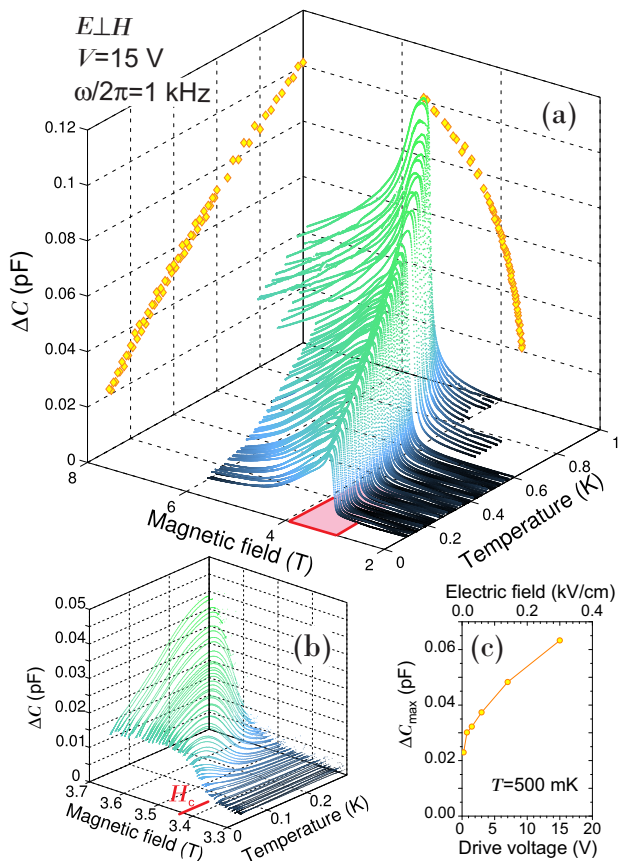 E⊥H
V=15 V
ω/2π=1 kHz
(a)
0.12
0.1
0.08
0.06
0.04
0.02
0
ΔC (pF)
8
6
4
2
Magnetic field (T)
0
0.2
0.4
0.6
0.8
1
Temperature (K)
(b)
0.05
0.04
0.03
0.02
0.01
0
ΔC (pF)
3.7
3.6
3.5
3.4
3.3
Magnetic field (T)
H_c
0
0.1
0.2
Temperature (K)
Electric field (kV/cm)
0.0 0.2 0.4
(c)
0.06
0.04
0.02
0.00
ΔC_max (pF)
T=500 mK
0 5 10 15 20
Drive voltage (V)